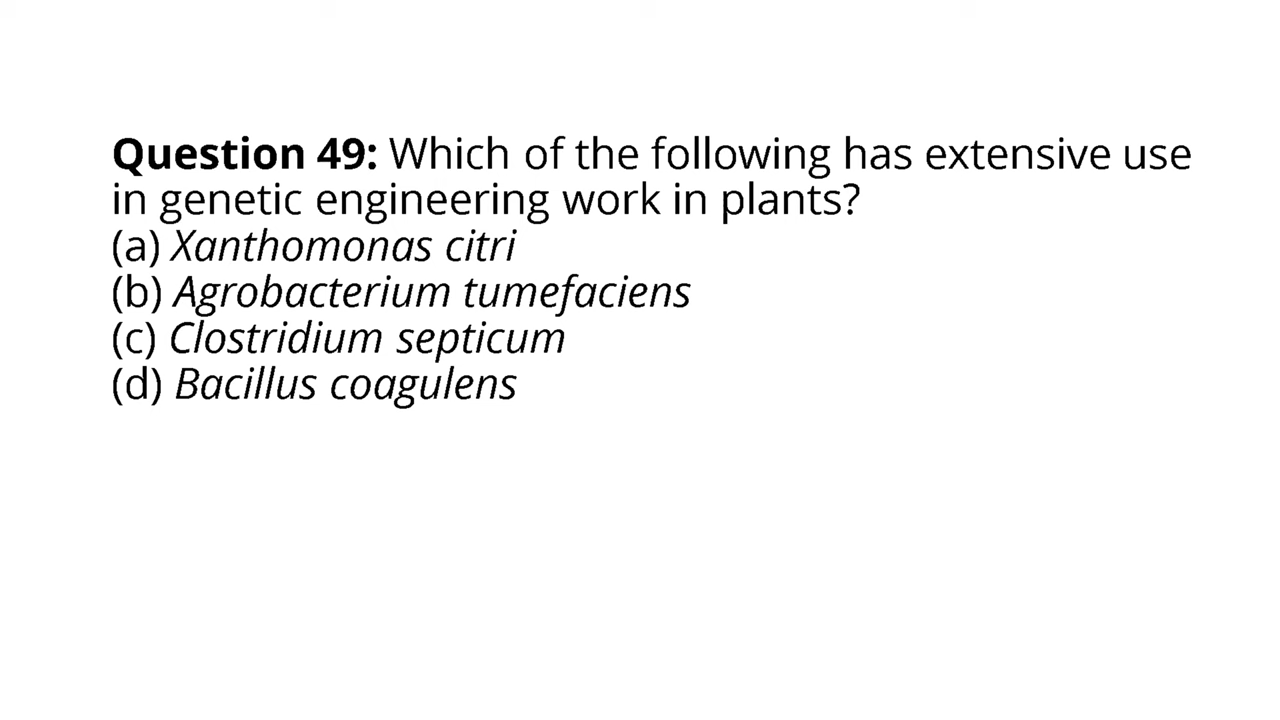 Question 49: Which of the following has extensive use
in genetic engineering work in plants?
(a) Xanthomonas citri
(b) Agrobacterium tumefaciens
(c) Clostridium septicum
(d) Bacillus coagulens